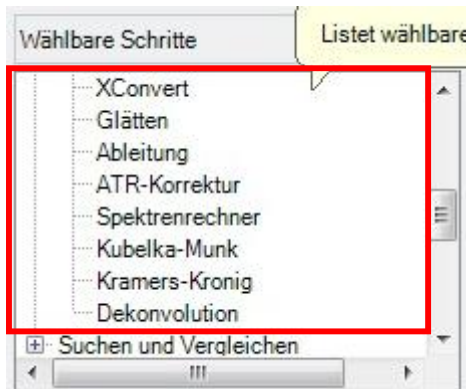 Wählbare Schritte
Listet wählbare
XConvert
Glätten
Ableitung
ATR-Korrektur
Spektrenrechner
Kubelka-Munk
Kramers-Kronig
Dekonvolution
Suchen und Vergleichen